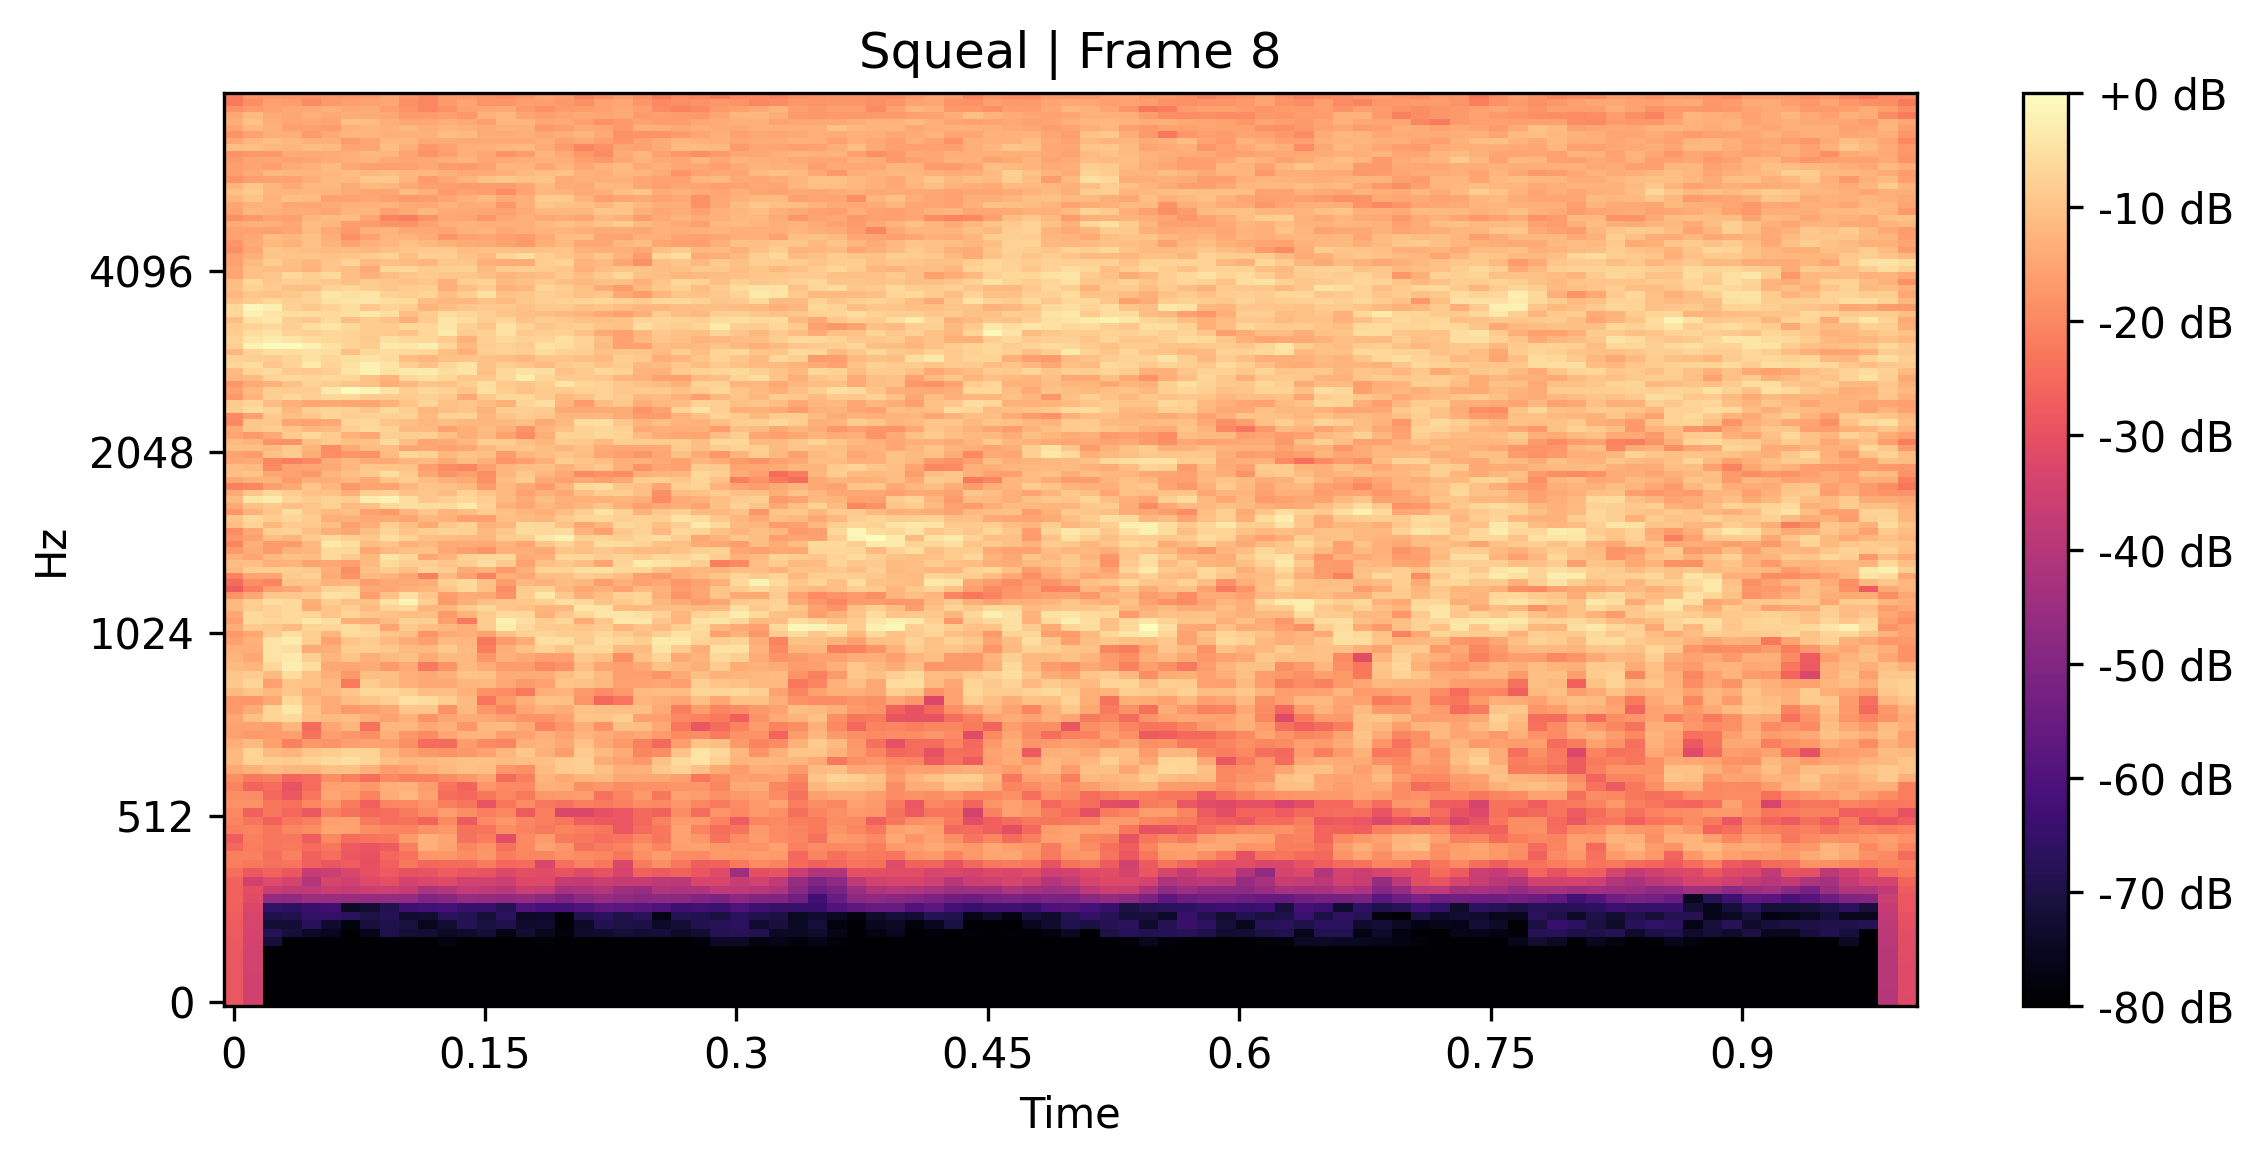 Squeal | Frame 8
Hz
4096
2048
1024
512
0
0 0.15 0.3 0.45 0.6 0.75 0.9
Time
+0 dB
-10 dB
-20 dB
-30 dB
-40 dB
-50 dB
-60 dB
-70 dB
-80 dB